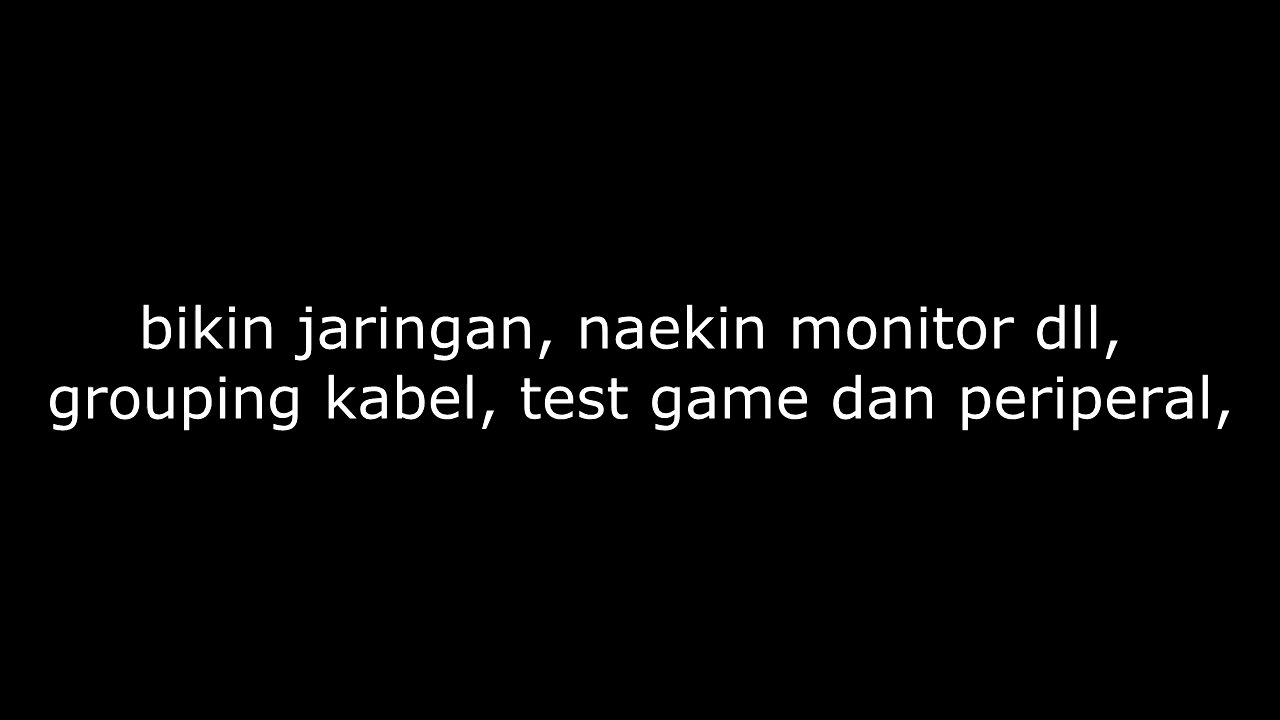 bikin jaringan, naekin monitor dll,
grouping kabel, test game dan periperal,